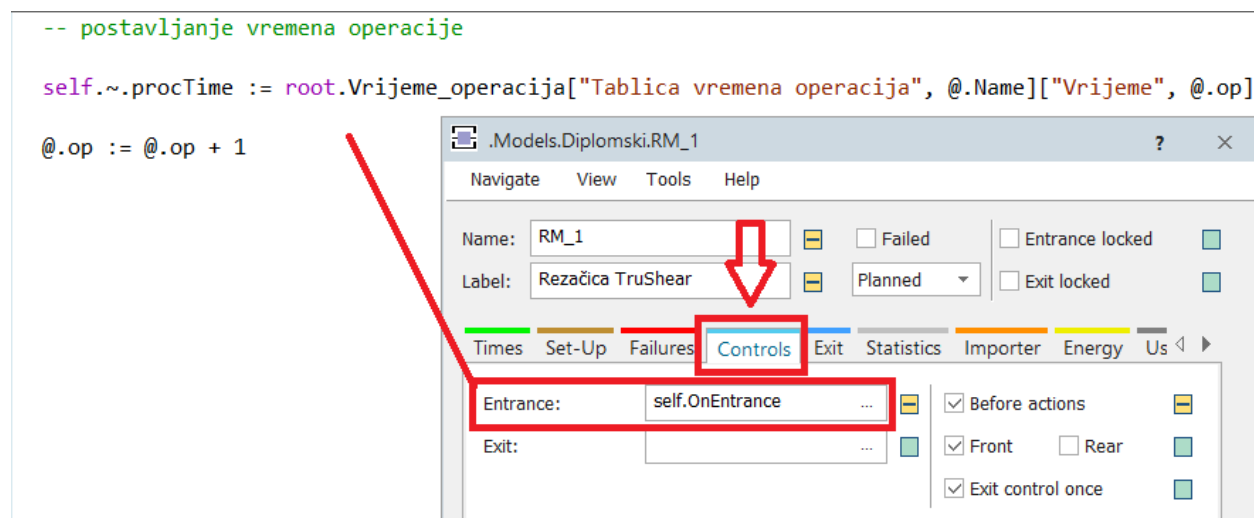 -- postavljanje vremena operacije
self.~.procTime := root.Vrijeme_operacija["Tablica vremena operacija", @.Name]["Vrijeme", @.op]
@.op := @.op + 1
.Models.Diplomski.RM_1 ? ×
Navigate View Tools Help
Name: RM_1 Failed Entrance locked
Label: Rezačica TruShear Planned Exit locked
Times Set-Up Failures Controls Exit Statistics Importer Energy Us
Entrance: self.OnEntrance ... Before actions
Exit: ... Front Rear
Exit control once